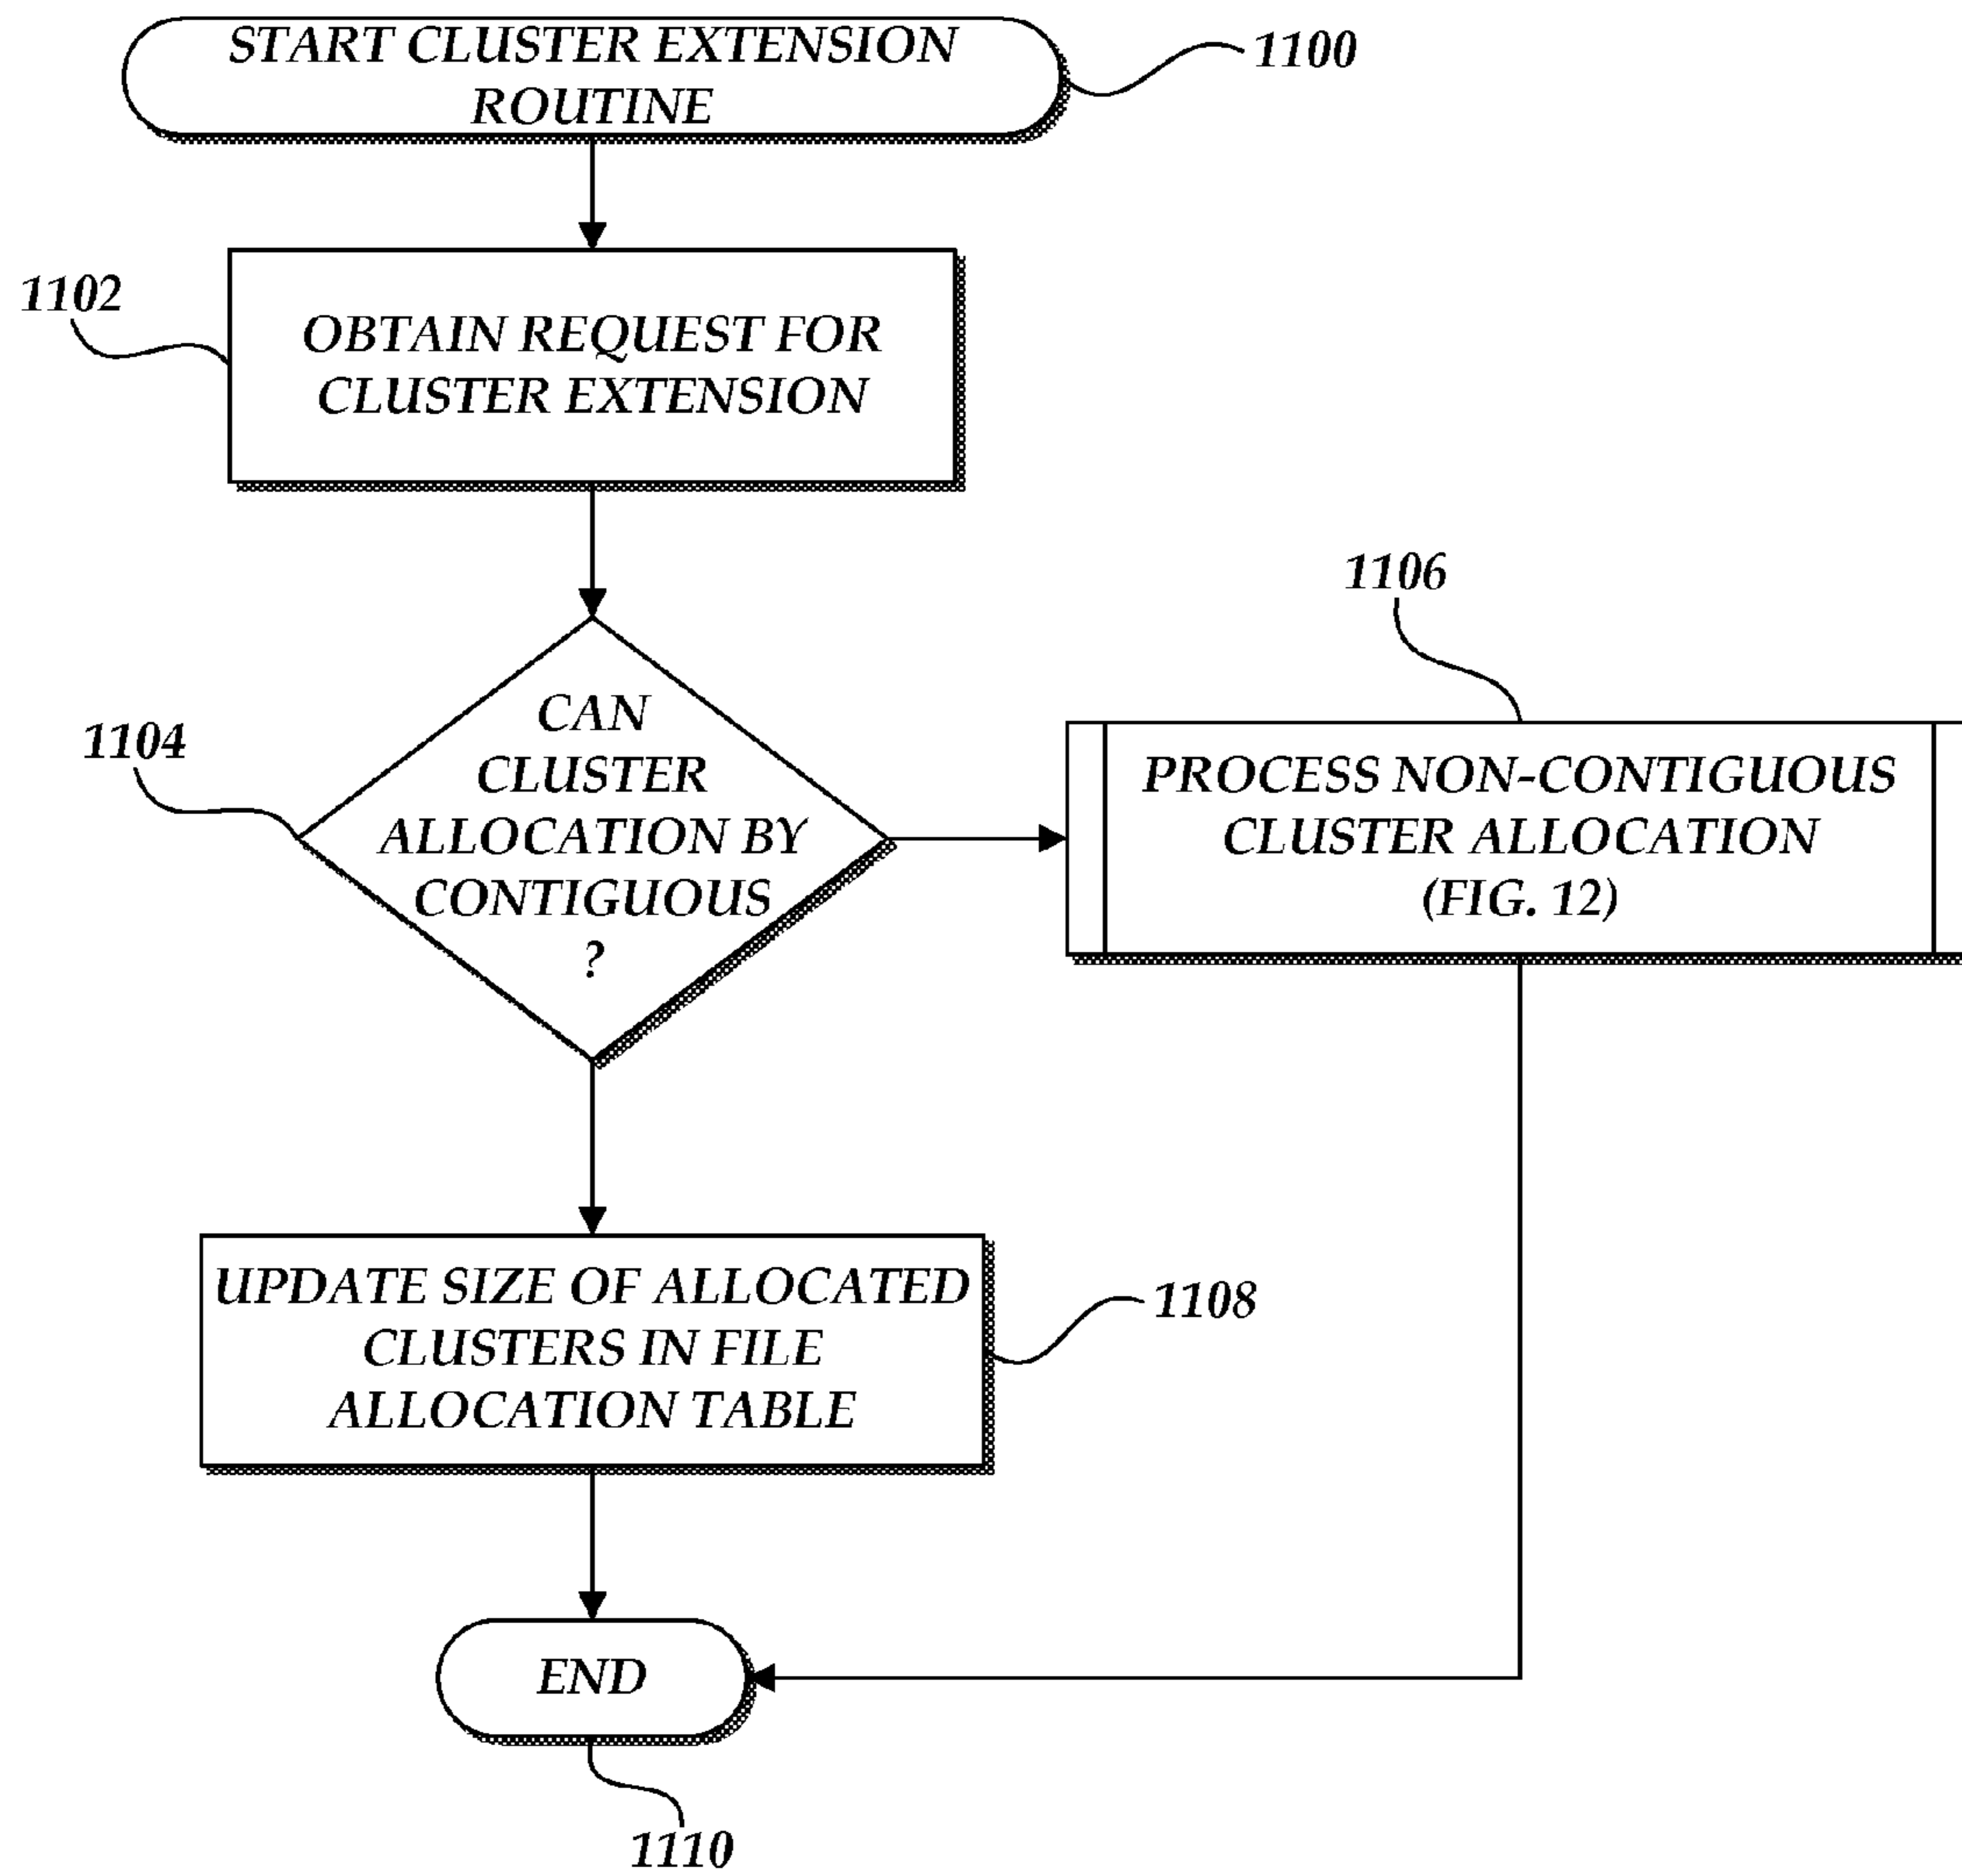 START CLUSTER EXTENSION
ROUTINE
1100
1102
OBTAIN REQUEST FOR
CLUSTER EXTENSION
1104
CAN
CLUSTER
ALLOCATION BY
CONTIGUOUS
?
1106
PROCESS NON-CONTIGUOUS
CLUSTER ALLOCATION
(FIG. 12)
UPDATE SIZE OF ALLOCATED
CLUSTERS IN FILE
ALLOCATION TABLE
1108
END
1110